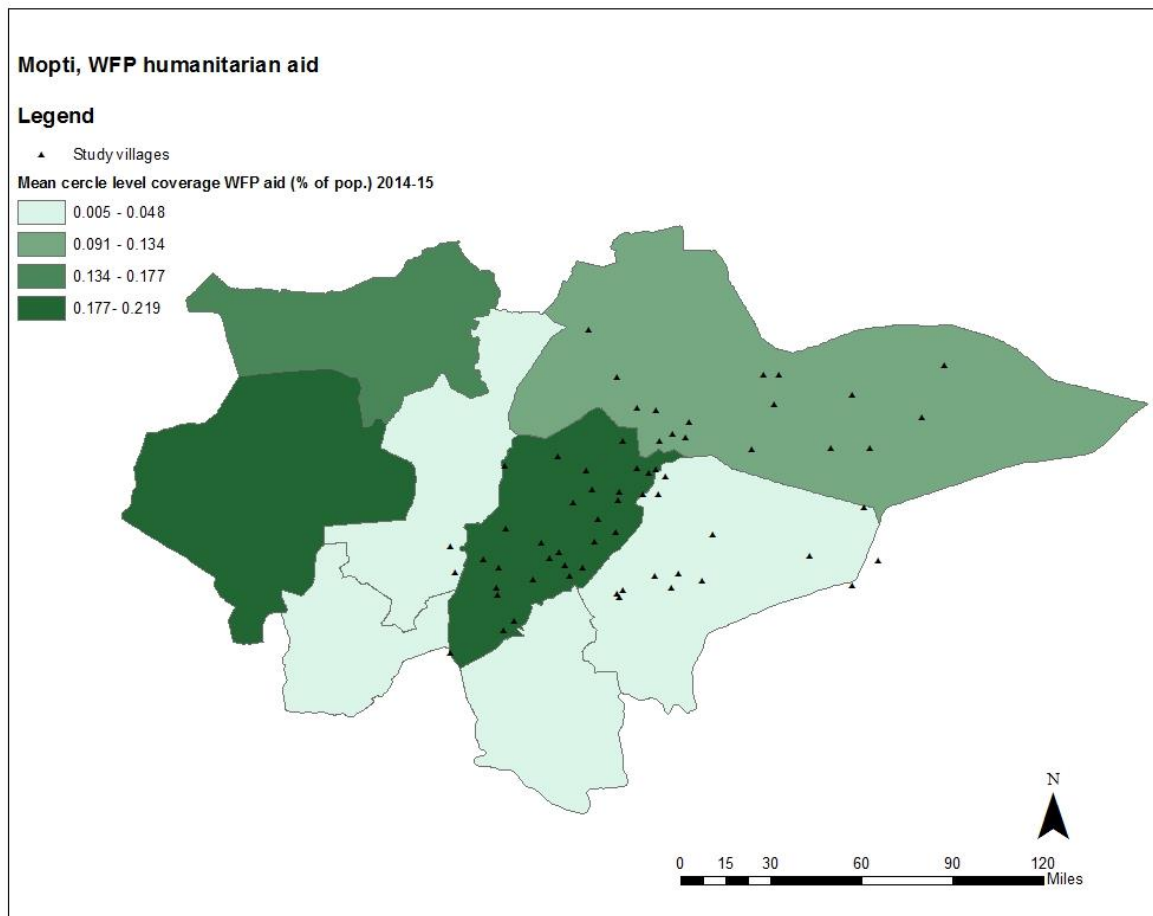 Mopti, WFP humanitarian aid
Legend
Study villages
Mean cercle level coverage WFP aid (% of pop.) 2014-15
0.005 - 0.048
0.091 - 0.134
0.134 - 0.177
0.177- 0.219
N
0 15 30 60 90 120
Miles